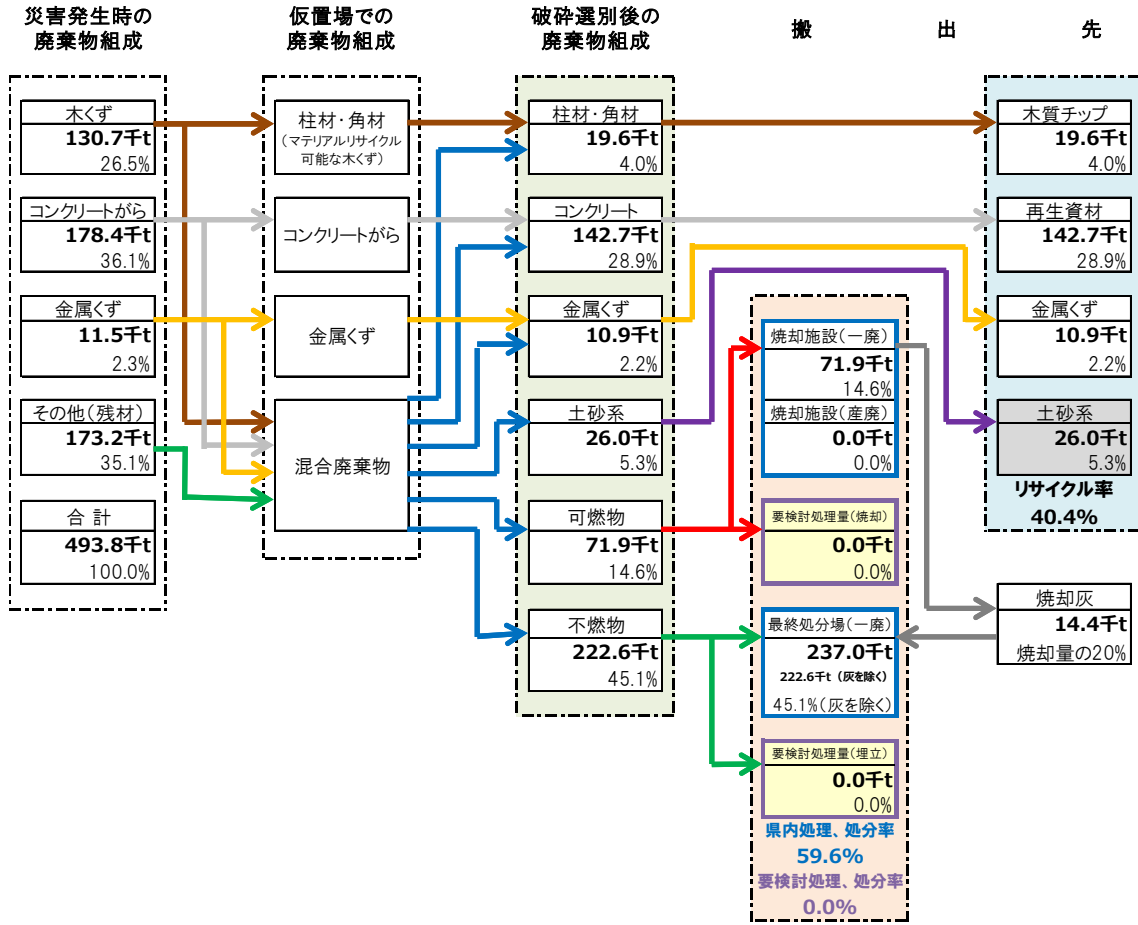 災害発生時の
廃棄物組成
仮置場での
廃棄物組成
破砕選別後の
廃棄物組成
搬 出 先
木くず
130.7千t
26.5%
コンクリートがら
178.4千t
36.1%
金属くず
11.5千t
2.3%
その他(残材)
173.2千t
35.1%
合 計
493.8千t
100.0%
柱材・角材
(マテリアルリサイクル
可能な木くず)
コンクリートがら
金属くず
混合廃棄物
柱材・角材
19.6千t
4.0%
コンクリート
142.7千t
28.9%
金属くず
10.9千t
2.2%
土砂系
26.0千t
5.3%
可燃物
71.9千t
14.6%
不燃物
222.6千t
45.1%
焼却施設(一廃)
71.9千t
14.6%
焼却施設(産廃)
0.0千t
0.0%
要検討処理量(焼却)
0.0千t
0.0%
最終処分場(一廃)
237.0千t
222.6千t (灰を除く)
45.1%(灰を除く)
要検討処理量(埋立)
0.0千t
0.0%
県内処理、処分率
59.6%
要検討処理、処分率
0.0%
木質チップ
19.6千t
4.0%
再生資材
142.7千t
28.9%
金属くず
10.9千t
2.2%
土砂系
26.0千t
5.3%
リサイクル率
40.4%
焼却灰
14.4千t
焼却量の20%